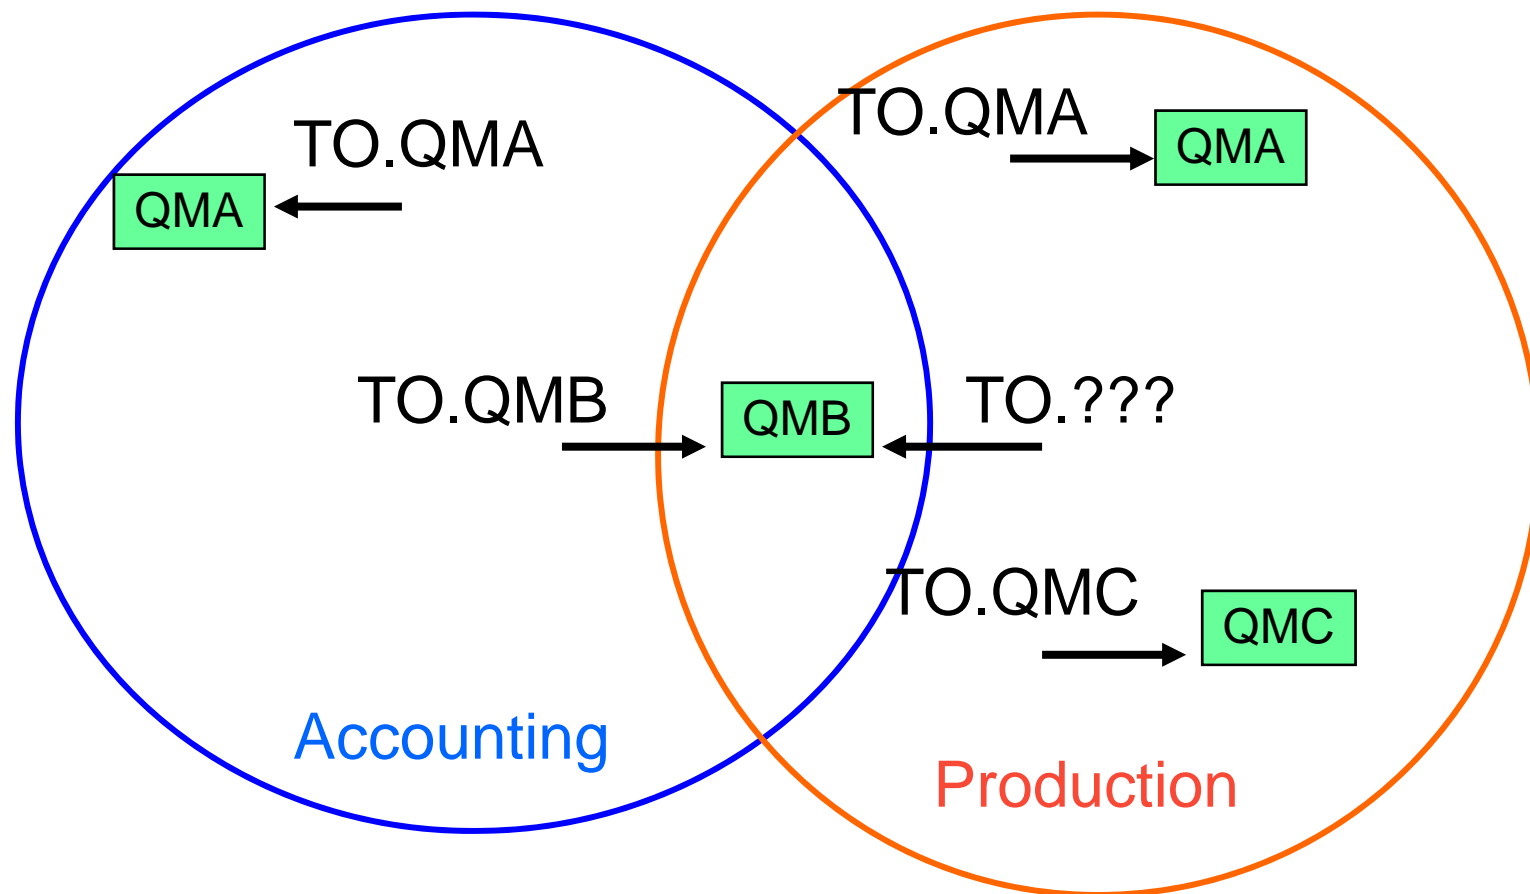 TO.QMA
QMA
TO.QMA
QMA
TO.QMB
QMB
TO.???
TO.QMC
QMC
Accounting
Production